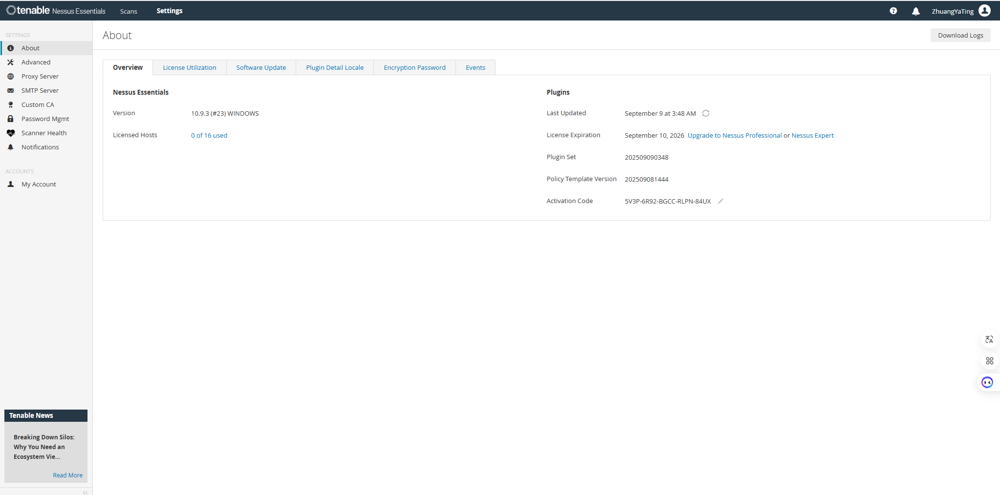 tenable Nessus Essentials Scans Settings ZhuangYaTing
SETTINGS
About
Advanced
Proxy Server
SMTP Server
Custom CA
Password Mgmt
Scanner Health
Notifications
ACCOUNTS
My Account
Tenable News
Breaking Down Silos:
Why You Need an
Ecosystem Vie...
Read More
About
Download Logs
Overview License Utilization Software Update Plugin Detail Locale Encryption Password Events
Nessus Essentials
Version 10.9.3 (#23) WINDOWS
Licensed Hosts 0 of 16 used
Plugins
Last Updated September 9 at 3:48 AM
License Expiration September 10, 2026 Upgrade to Nessus Professional or Nessus Expert
Plugin Set 202509090348
Policy Template Version 202509081444
Activation Code 5V3P-6R92-BGCC-RLPN-84UX